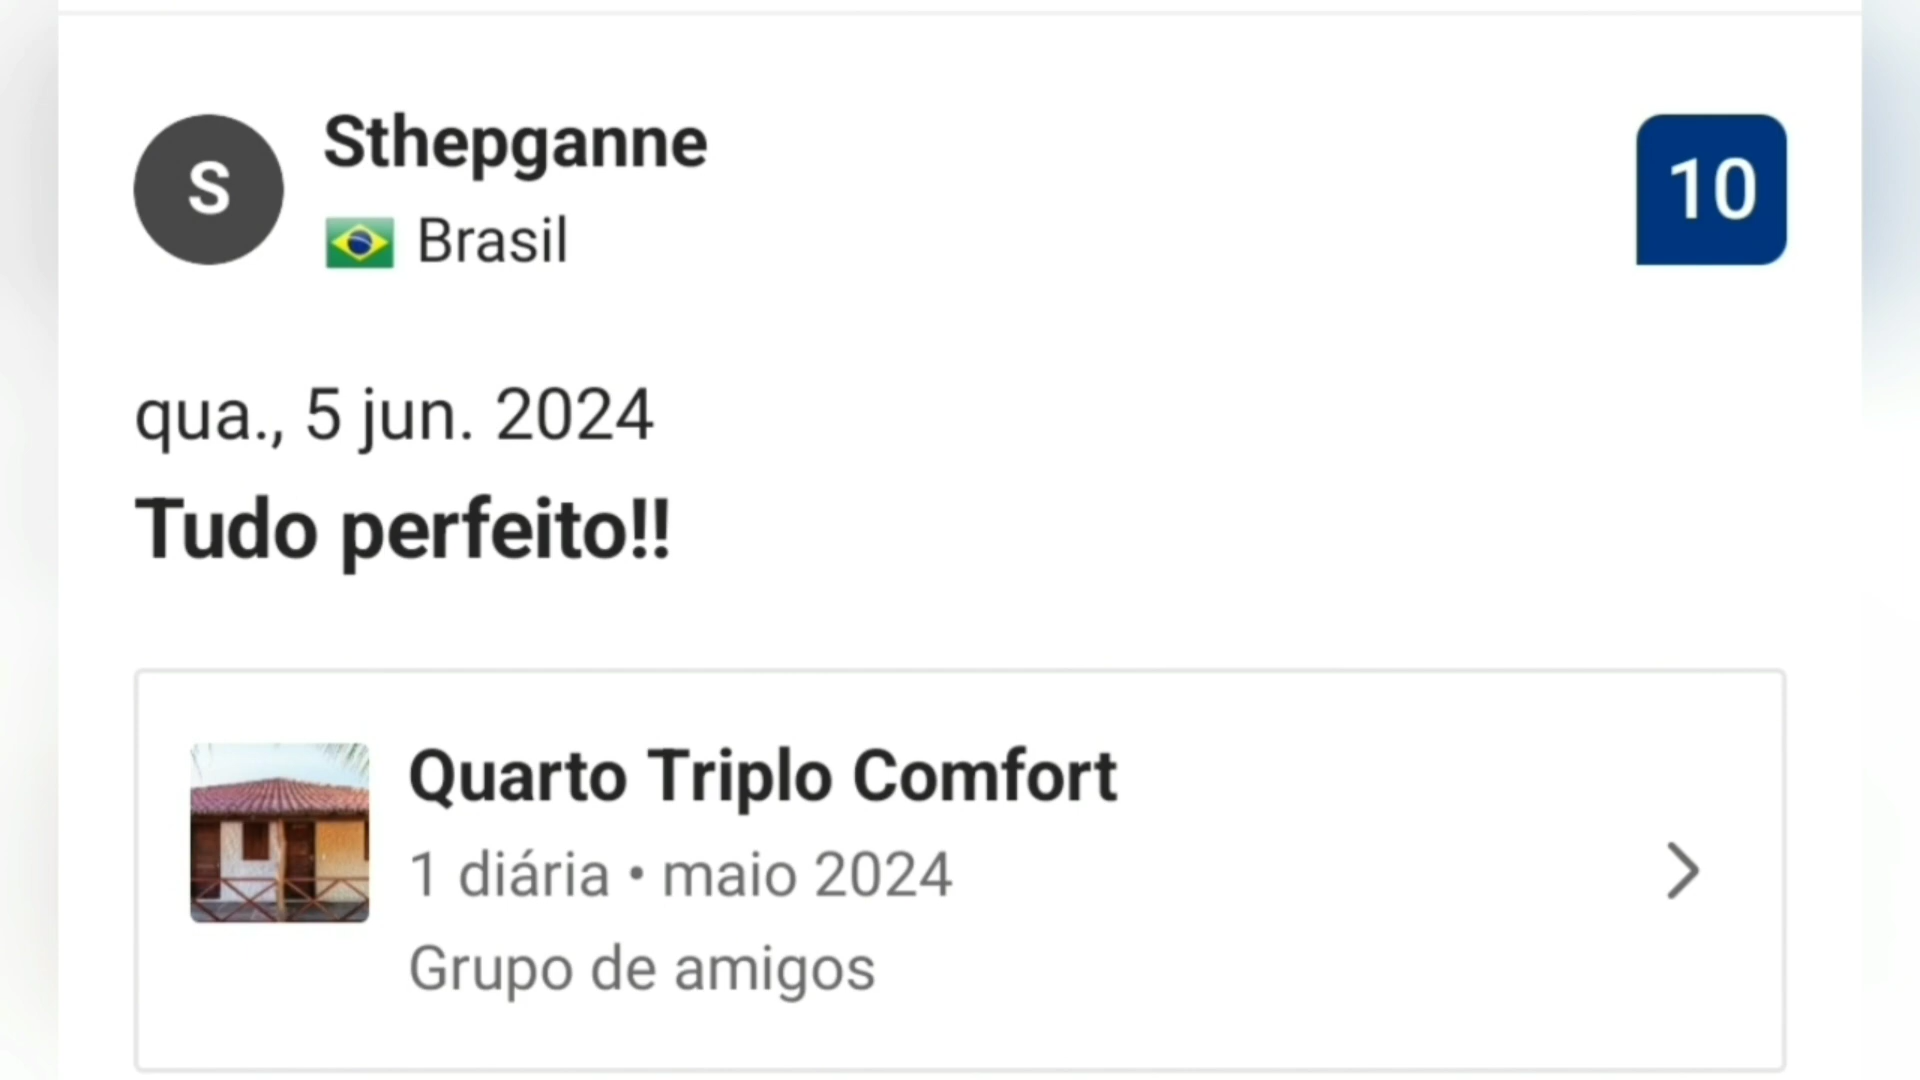 S
Sthepganne
Brasil
10
qua., 5 jun. 2024
Tudo perfeito!!
Quarto Triplo Comfort
1 diária • maio 2024
Grupo de amigos